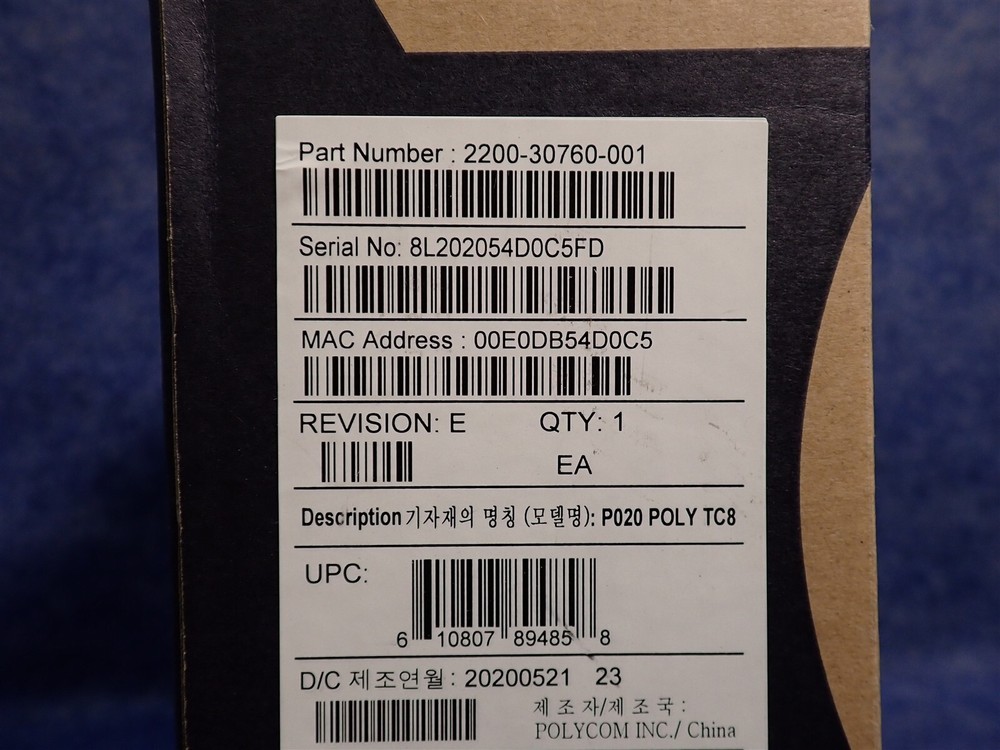 Part Number : 2200-30760-001
Serial No: 8L202054D0C5FD
MAC Address : 00E0DB54D0C5
REVISION: E QTY: 1
EA
Description 기자재의 명칭 (모델명): P020 POLY TC8
UPC:
6 10807 89485 8
D/C 제조연월 : 20200521 23
제 조 자/제 조 국 :
POLYCOM INC./ China